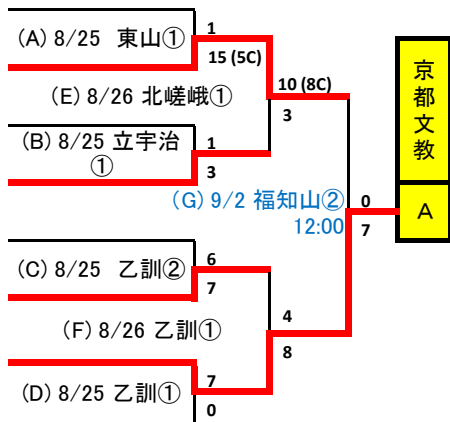 (A) 8/25 東山①
1
15 (5C)
(E) 8/26 北嵯峨①
10 (8C)
3
(B) 8/25 立宇治
①
1
3
(G) 9/2 福知山②
12:00
0
7
京都文教
A
(C) 8/25 乙訓②
6
7
(F) 8/26 乙訓①
4
8
(D) 8/25 乙訓①
7
0